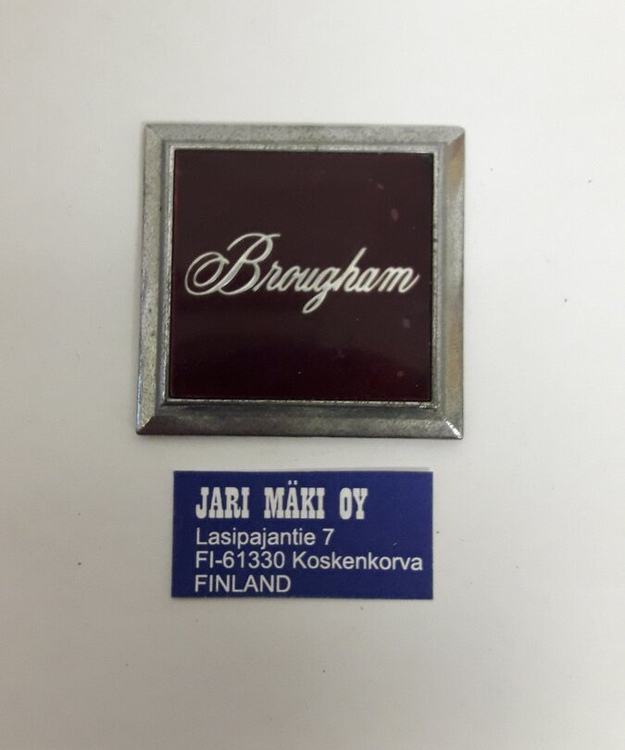 Brougham
JARI MÄKI OY
Lasipajantie 7
FI-61330 Koskenkorva
FINLAND